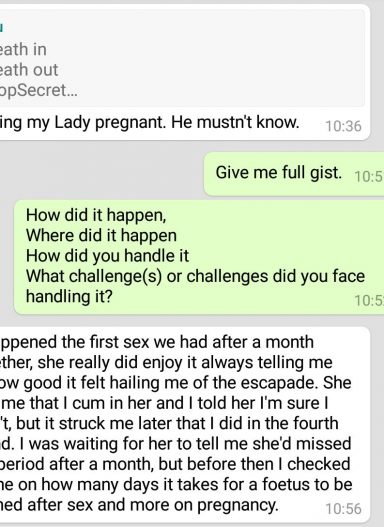 eath in
eath out
opSecret...
ing my Lady pregnant. He mustn't know.
10:36
Give me full gist.
How did it happen,
Where did it happen
How did you handle it
What challenge(s) or challenges did you face
handling it?
ppened the first sex we had after a month
ther, she really did enjoy it always telling me
ow good it felt hailing me of the escapade. She
me that I cum in her and I told her I'm sure I
't, but it struck me later that I did in the fourth
d. I was waiting for her to tell me she'd missed
period after a month, but before then I checked
ne on how many days it takes for a foetus to be
ned after sex and more on pregnancy.
10:56